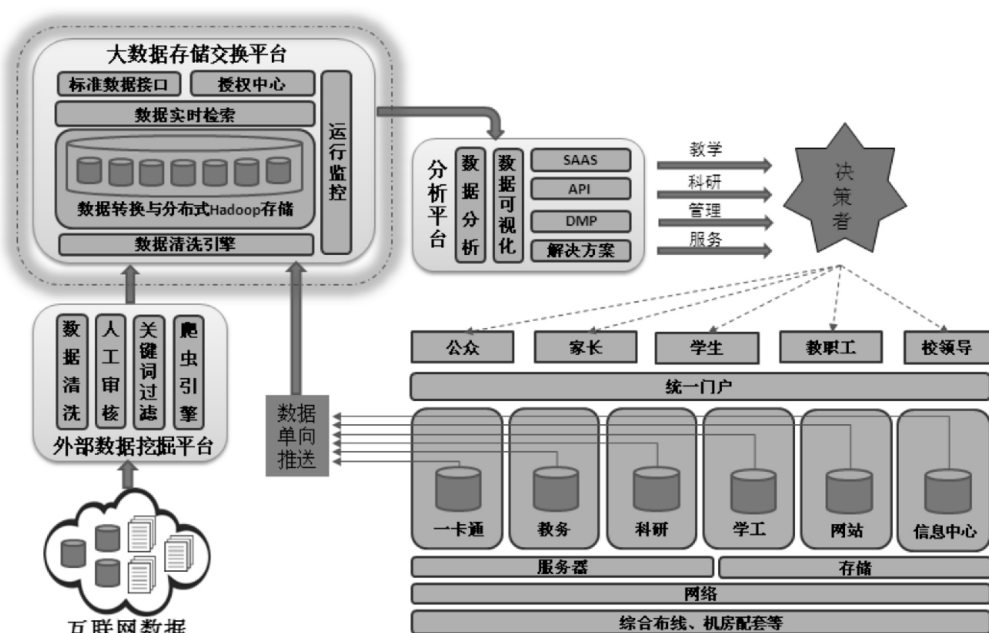 大数据存储交换平台
标准数据接口
授权中心
数据实时检索
数据转换与分布式Hadoop存储
数据清洗引擎
运行监控
分析平台
数据分析
数据可视化
SAAS
API
DMP
解决方案
教学
科研
管理
服务
决策者
数据清洗
人工审核
关键词过滤
爬虫引擎
外部数据挖掘平台
互联网数据
数据
单向
推送
公众
家长
学生
教职工
校领导
统一门户
一卡通
教务
科研
学工
网站
信息中心
服务器
存储
网络
综合布线、机房配套等